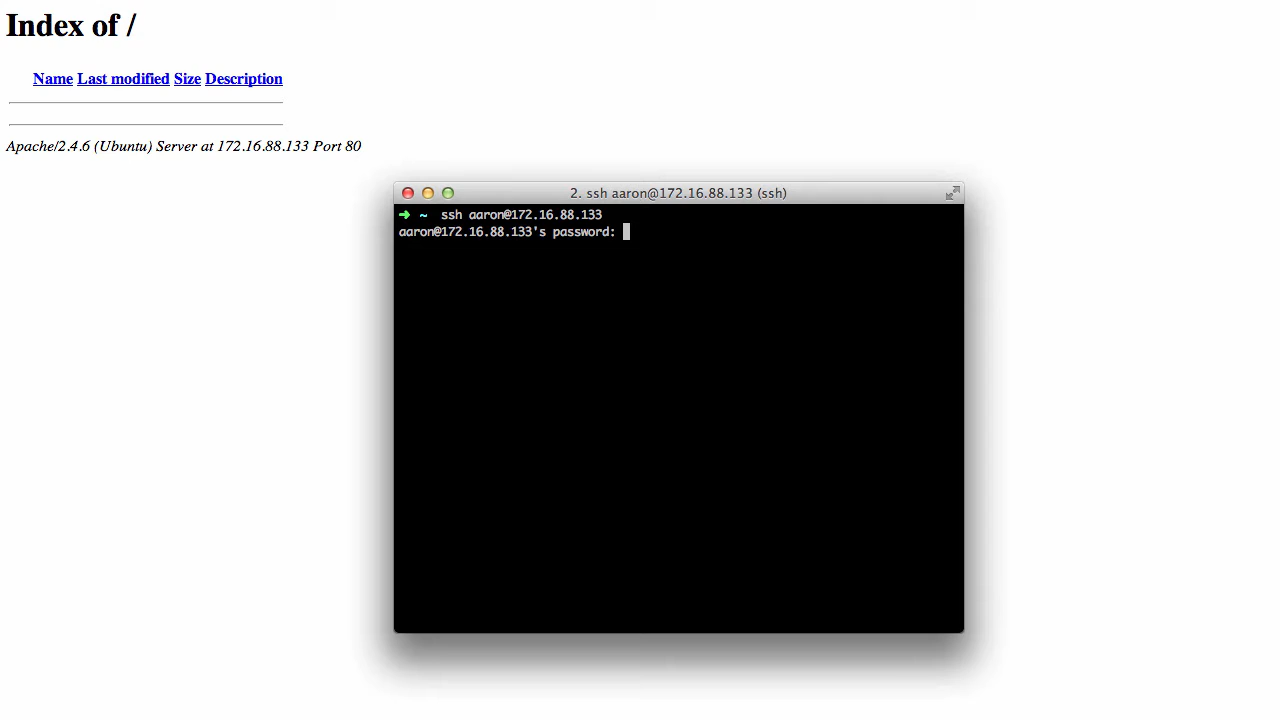 Index of /
Name Last modified Size Description
Apache/2.4.6 (Ubuntu) Server at 172.16.88.133 Port 80
2. ssh aaron@172.16.88.133 (ssh)
➜ ~ ssh aaron@172.16.88.133
aaron@172.16.88.133's password: